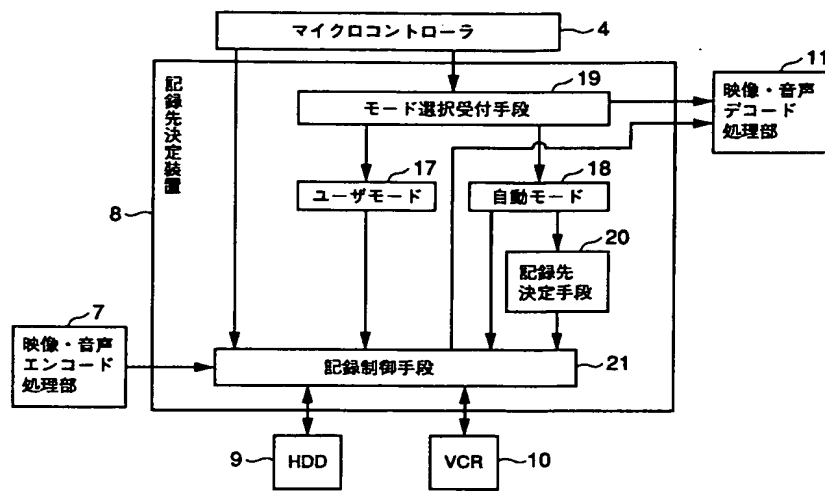 マイクロコントローラ
4
11
記録先決定装置
19
モード選択受付手段
映像・音声
デコード
処理部
17
ユーザモード
18
自動モード
8
20
記録先
決定手段
7
映像・音声
エンコード
処理部
記録制御手段
21
9
HDD
VCR
10